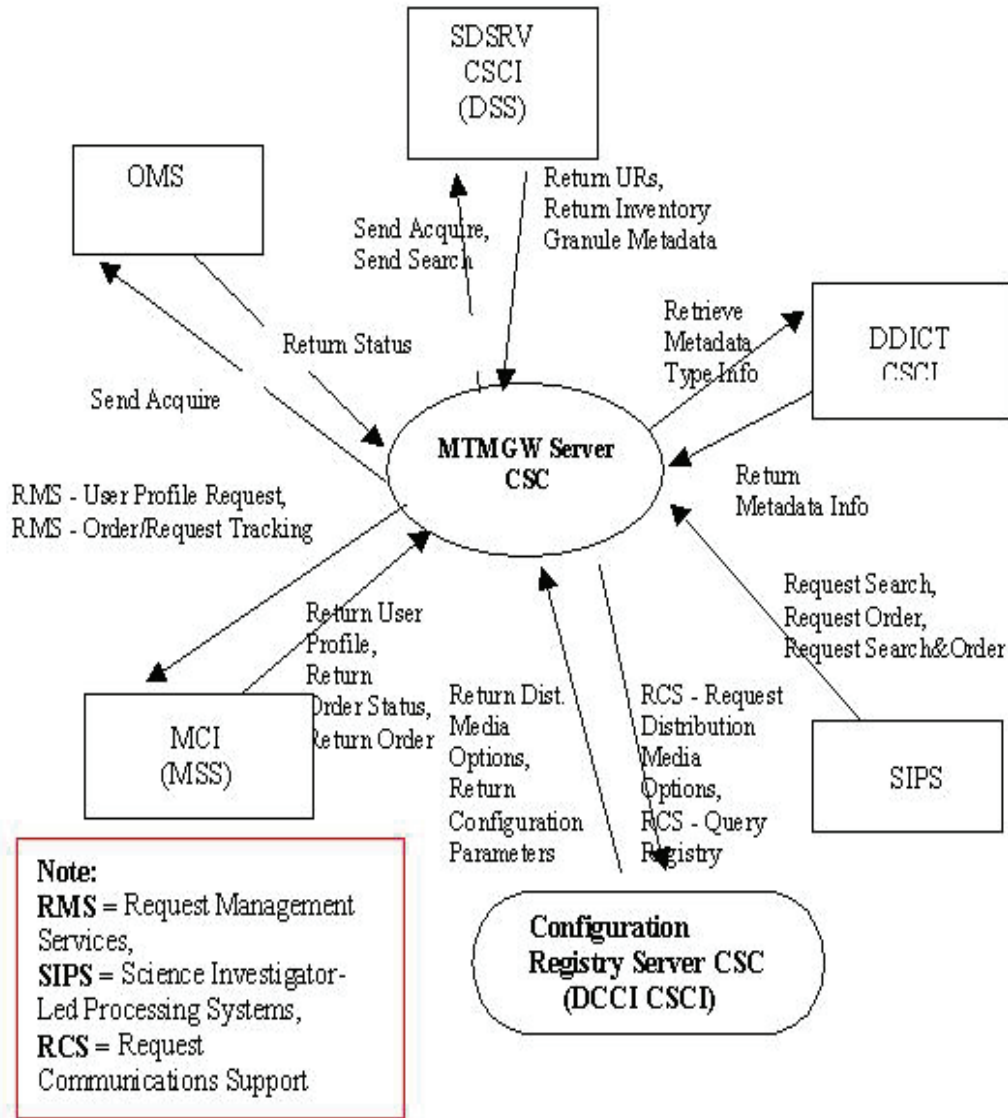 SDSRV
CSCI
(DSS)
OMS
Return URs,
Return Inventory
Granule Metadata
Send Acquire,
Send Search
Retrieve
Metadata
Type Info
DDICT
CSCI
Return Status
Send Acquire
MTMGW Server
CSC
Return
Metadata Info
RMS - User Profile Request,
RMS - Order/Request Tracking
Request Search,
Request Order,
Request Search&Order
Return User
Profile,
Return
Order Status,
Return Order
MCI
(MSS)
Return Dist.
Media
Options,
Return
Configuration
Parameters
RCS - Request
Distribution
Media
Options,
RCS - Query
Registry
SIPS
Note:
RMS = Request Management
Services,
SIPS = Science Investigator-
Led Processing Systems,
RCS = Request
Communications Support
Configuration
Registry Server CSC
(DCCI CSCI)